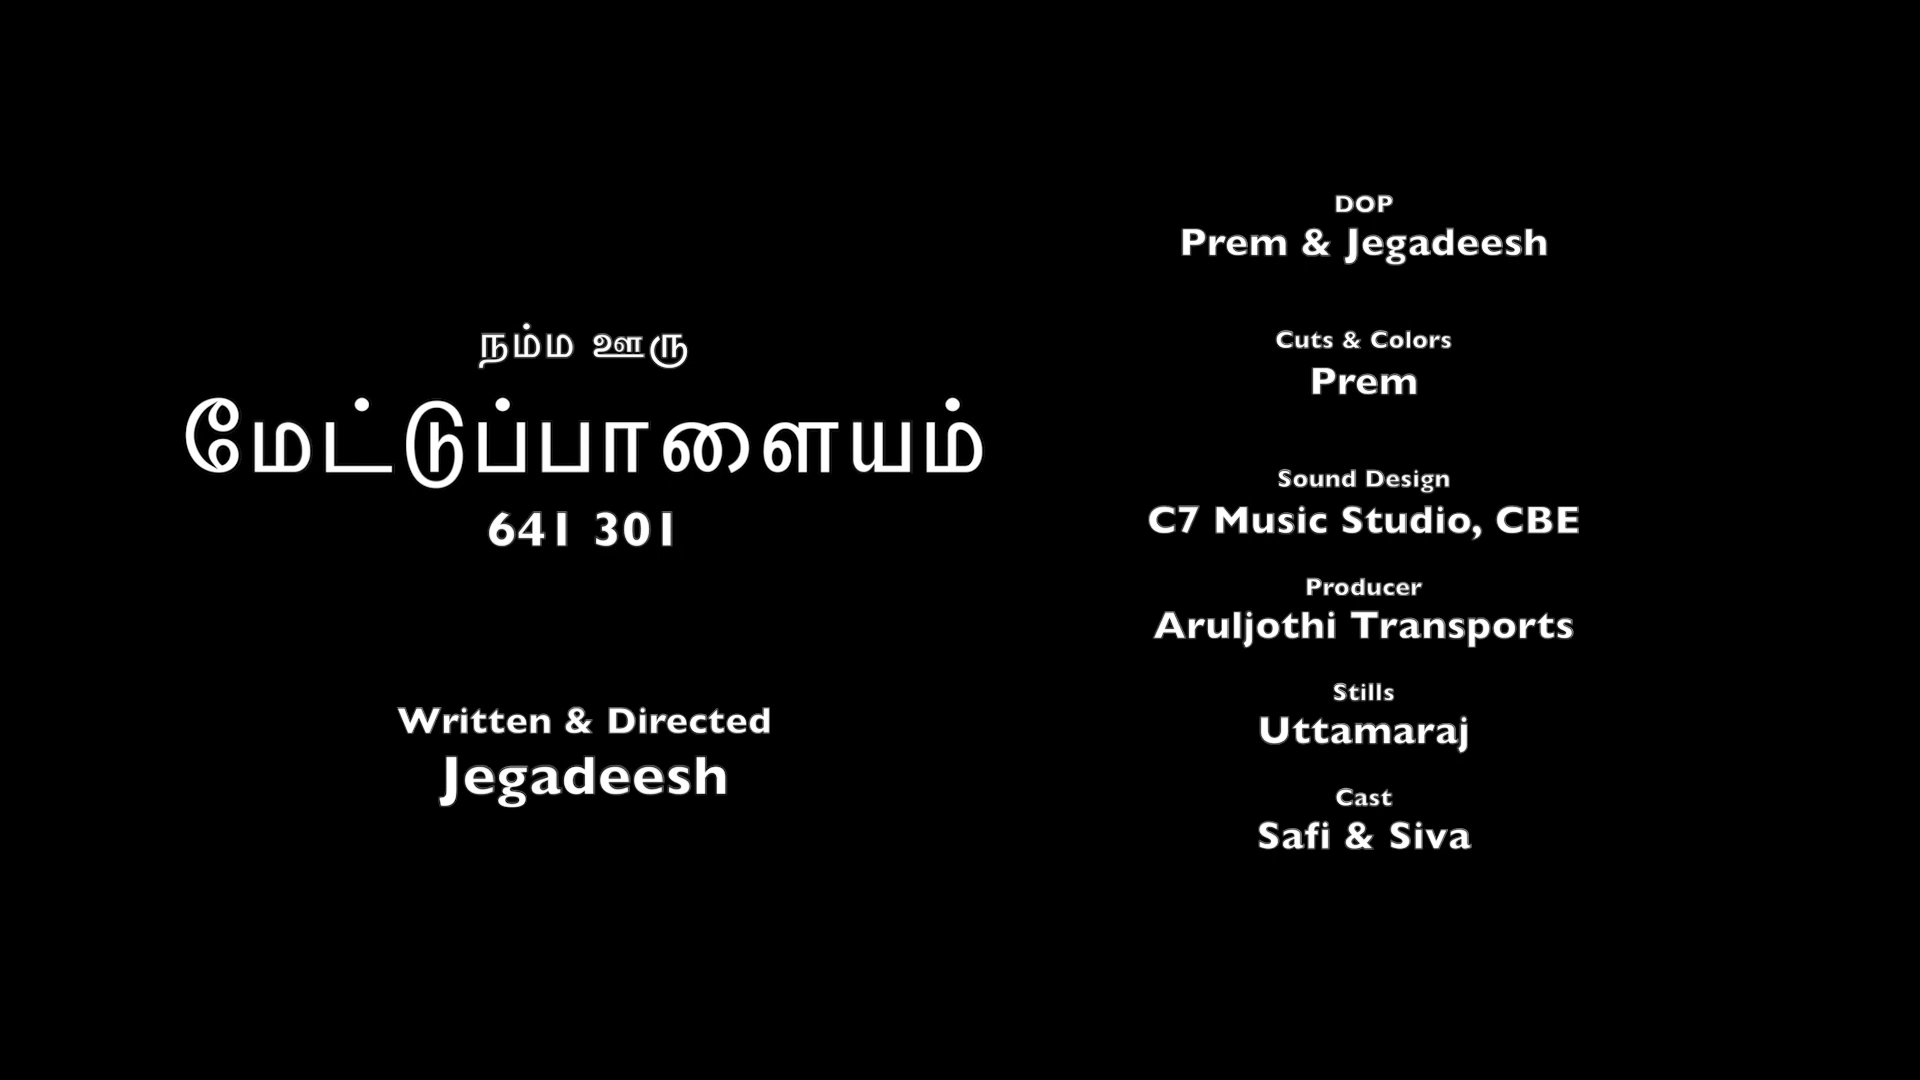 நம்ம ஊரு
மேட்டுப்பாளையம்
641 301
Written & Directed
Jegadeesh
DOP
Prem & Jegadeesh
Cuts & Colors
Prem
Sound Design
C7 Music Studio, CBE
Producer
Aruljothi Transports
Stills
Uttamaraj
Cast
Safi & Siva